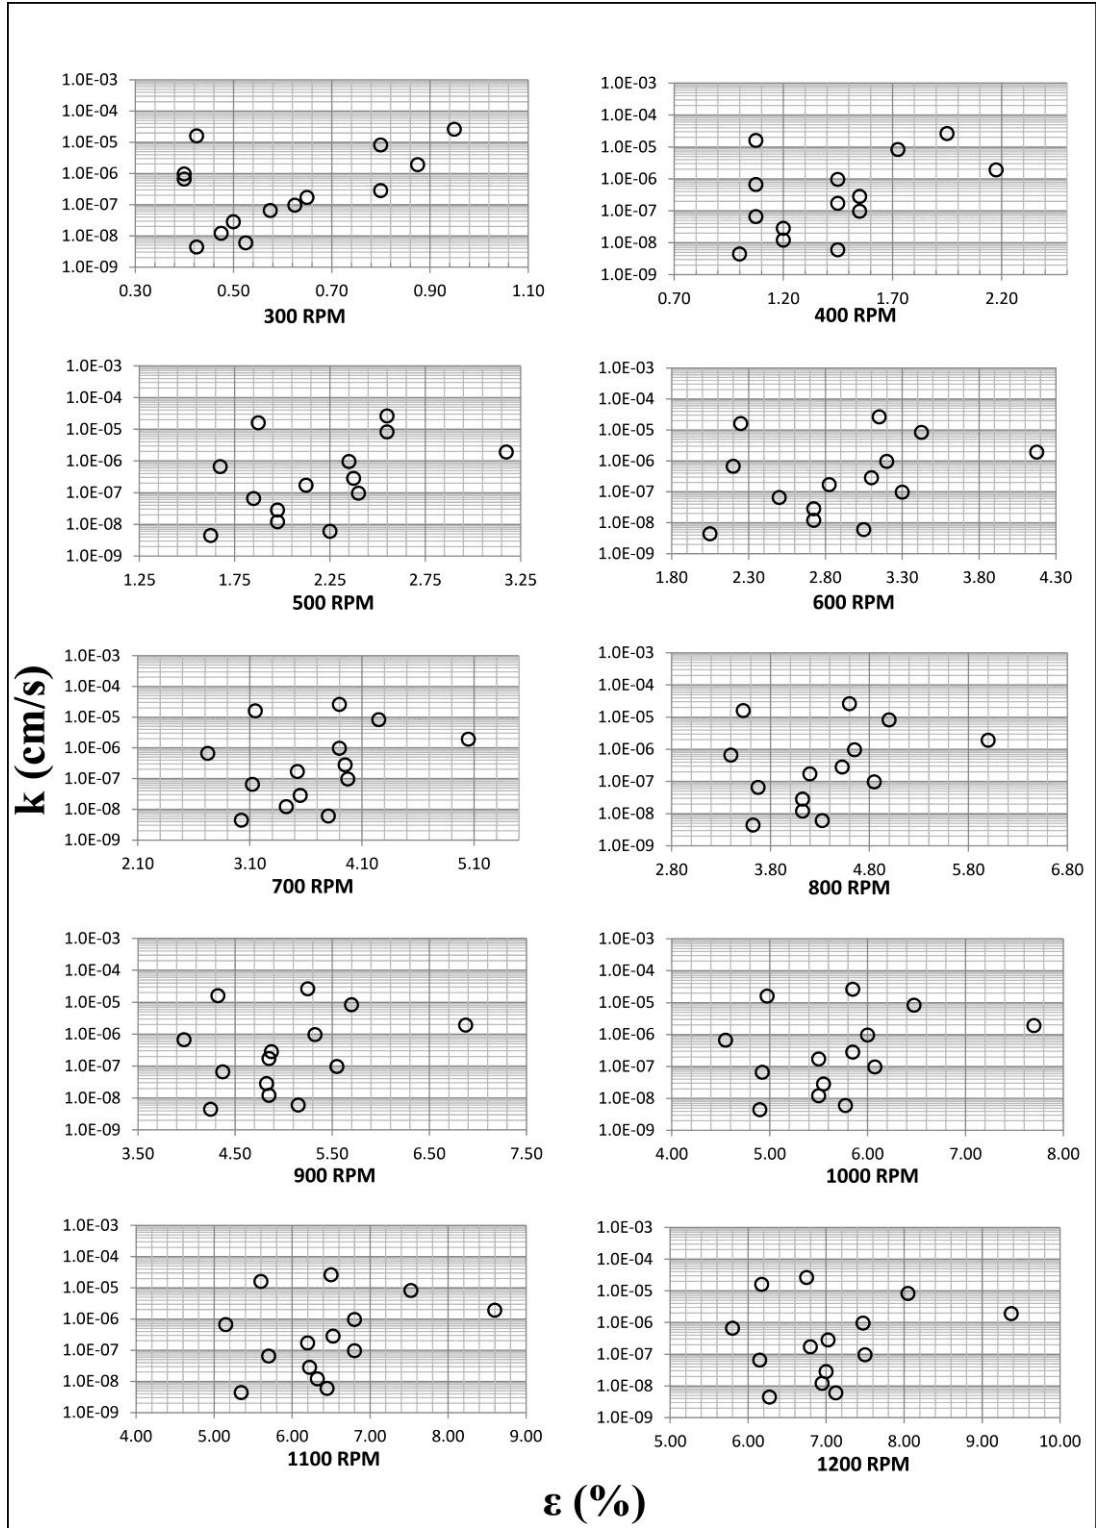 1.0E-03 1.0E-03
1.0E-04 1.0E-04
1.0E-05 1.0E-05
1.0E-06 1.0E-06
1.0E-07 1.0E-07
1.0E-08 1.0E-08
1.0E-09 1.0E-09
0.30 0.50 0.70 0.90 1.10 0.70 1.20 1.70 2.20
300 RPM 400 RPM
1.0E-03 1.0E-03
1.0E-04 1.0E-04
1.0E-05 1.0E-05
1.0E-06 1.0E-06
1.0E-07 1.0E-07
1.0E-08 1.0E-08
1.0E-09 1.0E-09
1.25 1.75 2.25 2.75 3.25 1.80 2.30 2.80 3.30 3.80 4.30
500 RPM 600 RPM
k (cm/s)
1.0E-03 1.0E-03
1.0E-04 1.0E-04
1.0E-05 1.0E-05
1.0E-06 1.0E-06
1.0E-07 1.0E-07
1.0E-08 1.0E-08
1.0E-09 1.0E-09
2.10 3.10 4.10 5.10 2.80 3.80 4.80 5.80 6.80
700 RPM 800 RPM
1.0E-03 1.0E-03
1.0E-04 1.0E-04
1.0E-05 1.0E-05
1.0E-06 1.0E-06
1.0E-07 1.0E-07
1.0E-08 1.0E-08
1.0E-09 1.0E-09
3.50 4.50 5.50 6.50 7.50 4.00 5.00 6.00 7.00 8.00
900 RPM 1000 RPM
1.0E-03 1.0E-03
1.0E-04 1.0E-04
1.0E-05 1.0E-05
1.0E-06 1.0E-06
1.0E-07 1.0E-07
1.0E-08 1.0E-08
1.0E-09 1.0E-09
4.00 5.00 6.00 7.00 8.00 9.00 5.00 6.00 7.00 8.00 9.00 10.00
1100 RPM 1200 RPM
ε (%)